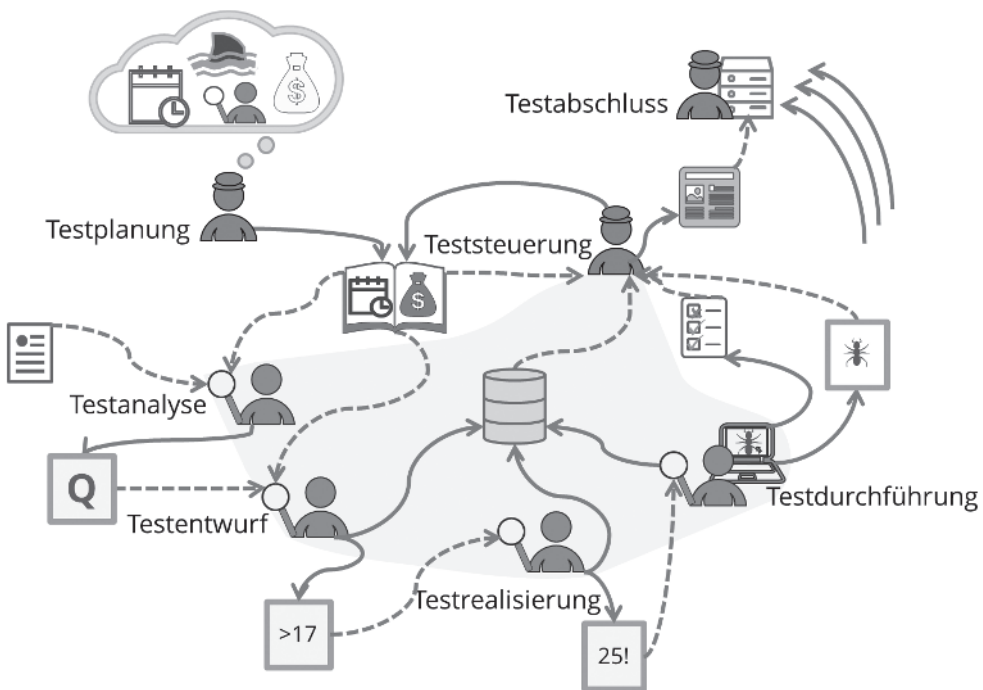 $
Testabschluss
Testplanung
Teststeuerung
$
Testanalyse
Q
Testentwurf
Testdurchführung
Testrealisierung
>17
25!